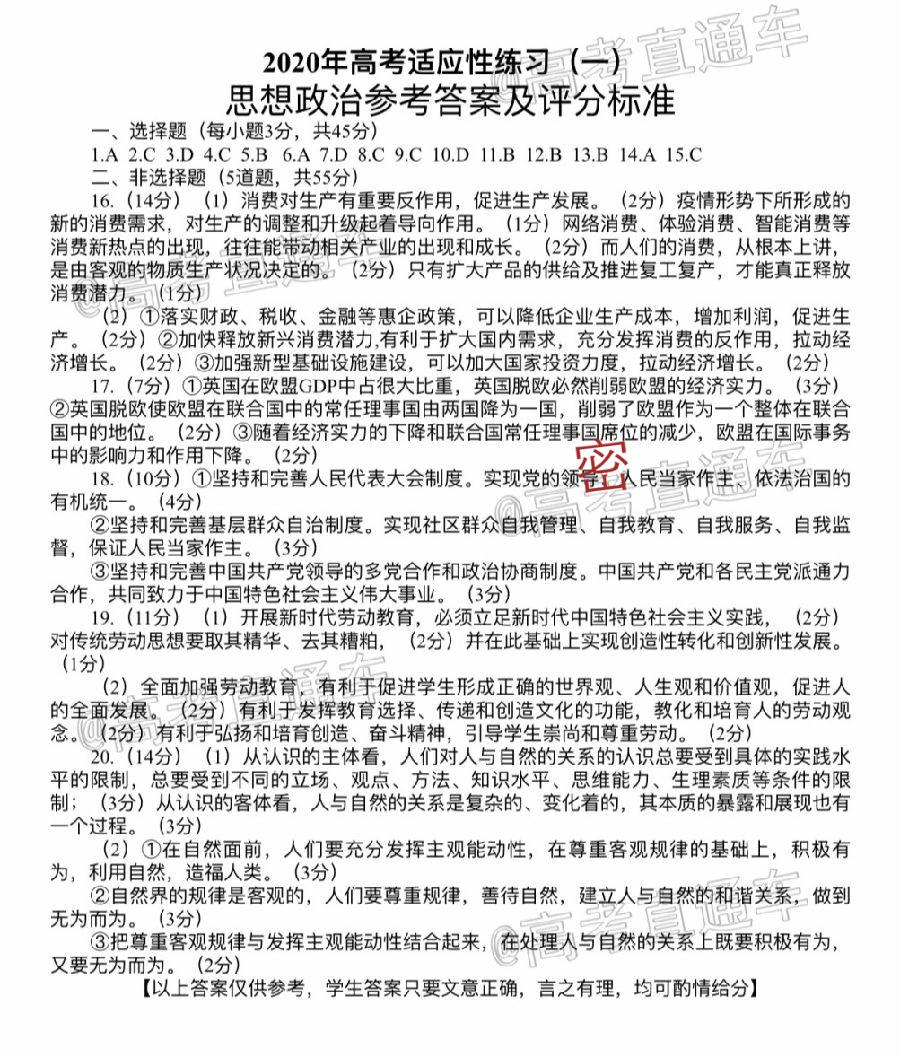 2020年高考适应性练习（一）
思想政治参考答案及评分标准
一、选择题（每小题3分，共45分）
1.A 2.C 3.D 4.C 5.B 6.A 7.D 8.C 9.C 10.D 11.B 12.B 13.B 14.A 15.C
二、非选择题（5道题，共55分）
16.（14分）（1）消费对生产有重要反作用，促进生产发展。（2分）疫情形势下所形成的
新的消费需求，对生产的调整和升级起着导向作用。（1分）网络消费、体验消费、智能消费等
消费新热点的出现，往往能带动相关产业的出现和成长。（2分）而人们的消费，从根本上讲，
是由客观的物质生产状况决定的。（2分）只有扩大产品的供给及推进复工复产，才能真正释放
消费潜力。（1分）
（2）①落实财政、税收、金融等惠企政策，可以降低企业生产成本，增加利润，促进生
产。（2分）②加快释放新兴消费潜力,有利于扩大国内需求，充分发挥消费的反作用，拉动经
济增长。（2分）③加强新型基础设施建设，可以加大国家投资力度，拉动经济增长。（2分）
17.（7分）①英国在欧盟GDP中占很大比重，英国脱欧必然削弱欧盟的经济实力。（3分）
②英国脱欧使欧盟在联合国中的常任理事国由两国降为一国，削弱了欧盟作为一个整体在联合
国中的地位。（2分）③随着经济实力的下降和联合国常任理事国席位的减少，欧盟在国际事务
中的影响力和作用下降。（2分）
18.（10分）①坚持和完善人民代表大会制度。实现党的领导、人民当家作主、依法治国的
有机统一。（4分）
②坚持和完善基层群众自治制度。实现社区群众自我管理、自我教育、自我服务、自我监
督，保证人民当家作主。（3分）
③坚持和完善中国共产党领导的多党合作和政治协商制度。中国共产党和各民主党派通力
合作，共同致力于中国特色社会主义伟大事业。（3分）
19.（11分）（1）开展新时代劳动教育，必须立足新时代中国特色社会主义实践，（2分）
对传统劳动思想要取其精华、去其糟粕，（2分）并在此基础上实现创造性转化和创新性发展。
（1分）
（2）全面加强劳动教育，有利于促进学生形成正确的世界观、人生观和价值观，促进人
的全面发展。（2分）有利于发挥教育选择、传递和创造文化的功能，教化和培育人的劳动观
念。（2分）有利于弘扬和培育创造、奋斗精神，引导学生崇尚和尊重劳动。（2分）
20.（14分）（1）从认识的主体看，人们对人与自然的关系的认识总要受到具体的实践水
平的限制，总要受到不同的立场、观点、方法、知识水平、思维能力、生理素质等条件的限
制；（3分）从认识的客体看，人与自然的关系是复杂的、变化着的，其本质的暴露和展现也有
一个过程。（3分）
（2）①在自然面前，人们要充分发挥主观能动性，在尊重客观规律的基础上，积极有
为，利用自然，造福人类。（3分）
②自然界的规律是客观的，人们要尊重规律，善待自然，建立人与自然的和谐关系，做到
无为而为。（3分）
③把尊重客观规律与发挥主观能动性结合起来，在处理人与自然的关系上既要积极有为，
又要无为而为。（2分）
【以上答案仅供参考，学生答案只要文意正确，言之有理，均可酌情给分】
密
@高考直通车
@高考直通车
@高考直通车
@高考直通车
@高考直通车